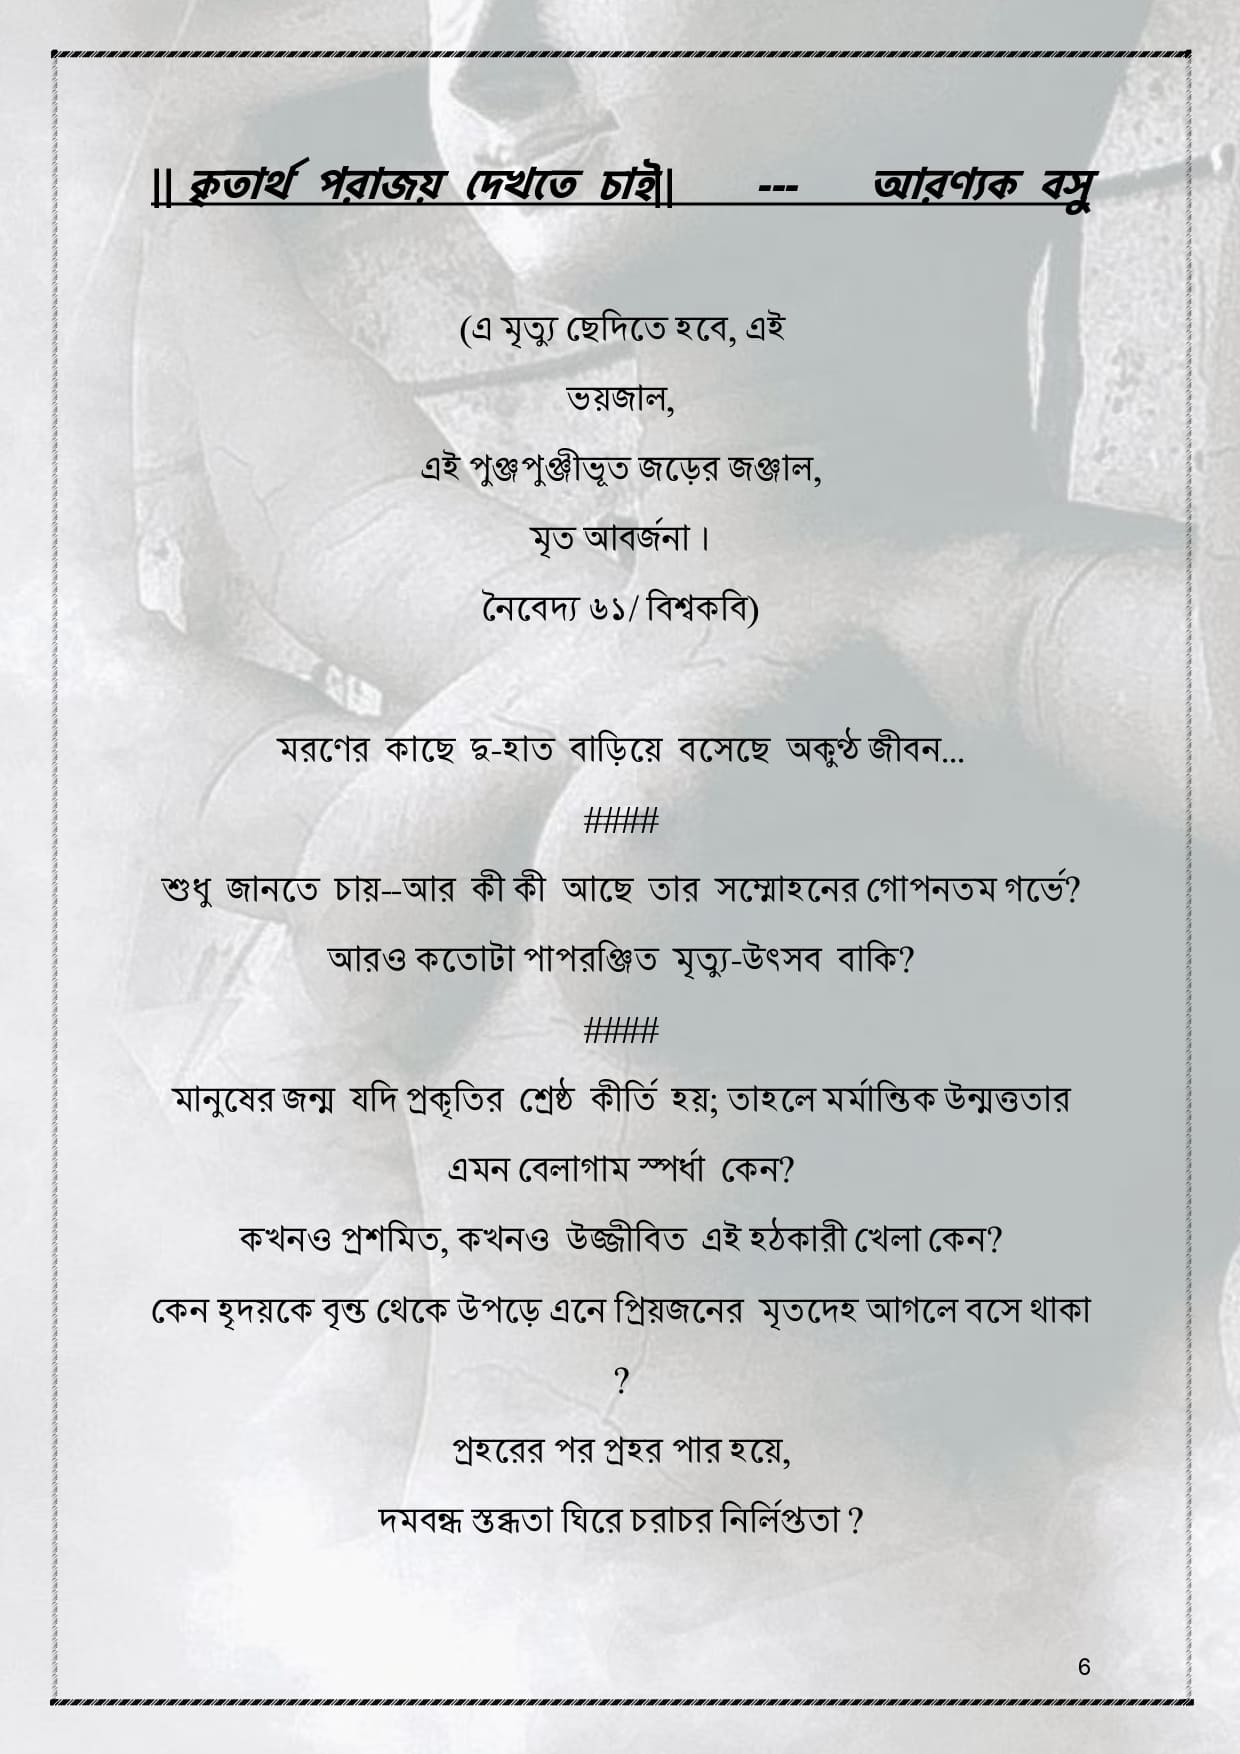 || কৃতার্থ পরাজয় দেখতে চাই|| --- আরণ্যক বসু
(এ মৃত্যু ছেদিতে হবে, এই
ভয়জাল,
এই পুঞ্জপুঞ্জীভূত জড়ের জঞ্জাল,
মৃত আবর্জনা ।
নৈবেদ্য ৬১/ বিশ্বকবি)
মরণের কাছে দু-হাত বাড়িয়ে বসেছে অকুণ্ঠ জীবন...
####
শুধু জানতে চায়--আর কী কী আছে তার সম্মোহনের গোপনতম গর্ভে?
আরও কতোটা পাপরঞ্জিত মৃত্যু-উৎসব বাকি?
####
মানুষের জন্ম যদি প্রকৃতির শ্রেষ্ঠ কীর্তি হয়; তাহলে মর্মান্তিক উন্মত্ততার
এমন বেলাগাম স্পর্ধা কেন?
কখনও প্রশমিত, কখনও উজ্জীবিত এই হঠকারী খেলা কেন?
কেন হৃদয়কে বৃন্ত থেকে উপড়ে এনে প্রিয়জনের মৃতদেহ আগলে বসে থাকা
?
প্রহরের পর প্রহর পার হয়ে,
দমবন্ধ স্তব্ধতা ঘিরে চরাচর নির্লিপ্ততা ?
6